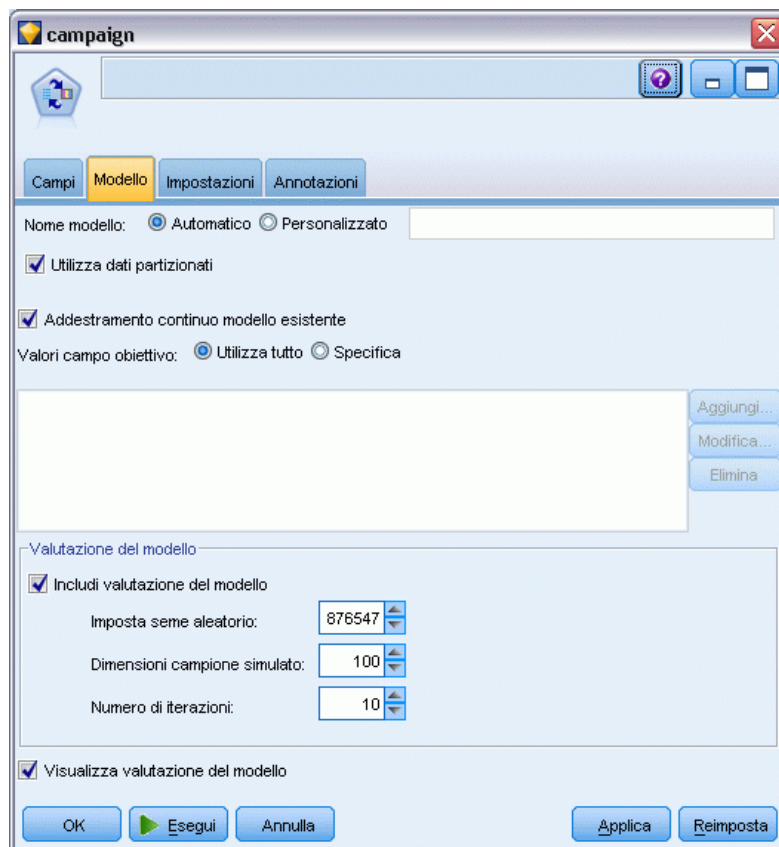 campaign
Campi Modello Impostazioni Annotazioni
Nome modello: Automatico Personalizzato
Utilizza dati partizionati
Addestramento continuo modello esistente
Valori campo obiettivo: Utilizza tutto Specifica
Aggiungi...
Modifica...
Elimina
Valutazione del modello
Includi valutazione del modello
Imposta seme aleatorio: 876547
Dimensioni campione simulato: 100
Numero di iterazioni: 10
Visualizza valutazione del modello
OK Esegui Annulla Applica Reimposta